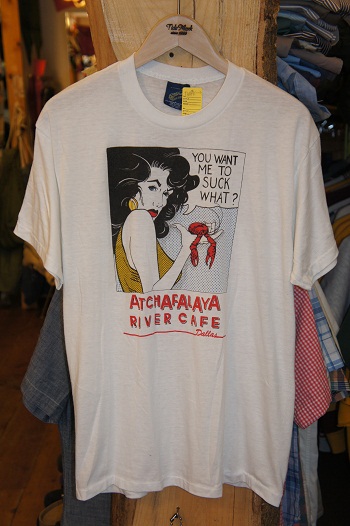 YOU WANT
ME TO
SUCK
WHAT?
ATCHAFALAYA
RIVER CAFE
Dallas